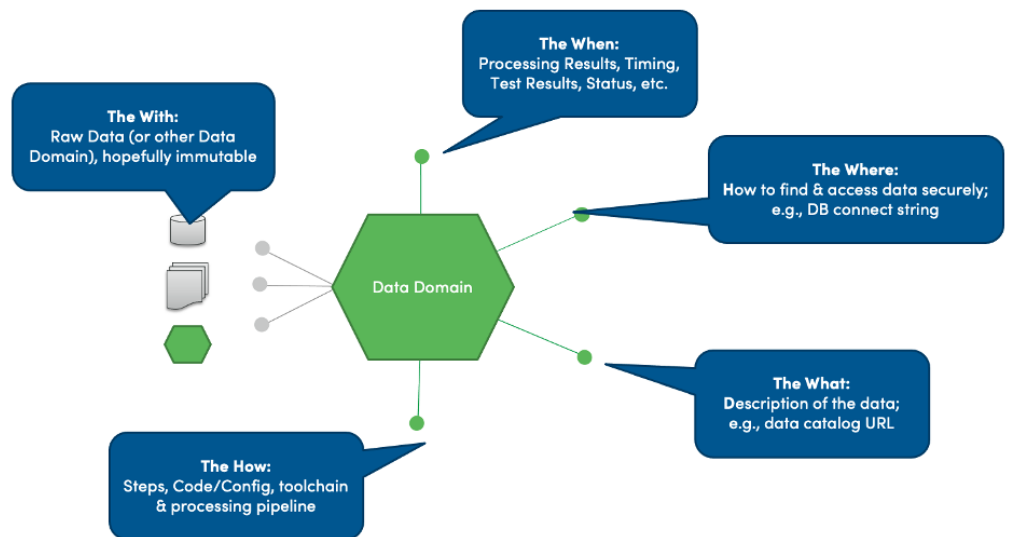 The When:
Processing Results, Timing,
Test Results, Status, etc.
The With:
Raw Data (or other Data
Domain), hopefully immutable
The Where:
How to find & access data securely;
e.g., DB connect string
Data Domain
The What:
Description of the data;
e.g., data catalog URL
The How:
Steps, Code/Config, toolchain
& processing pipeline